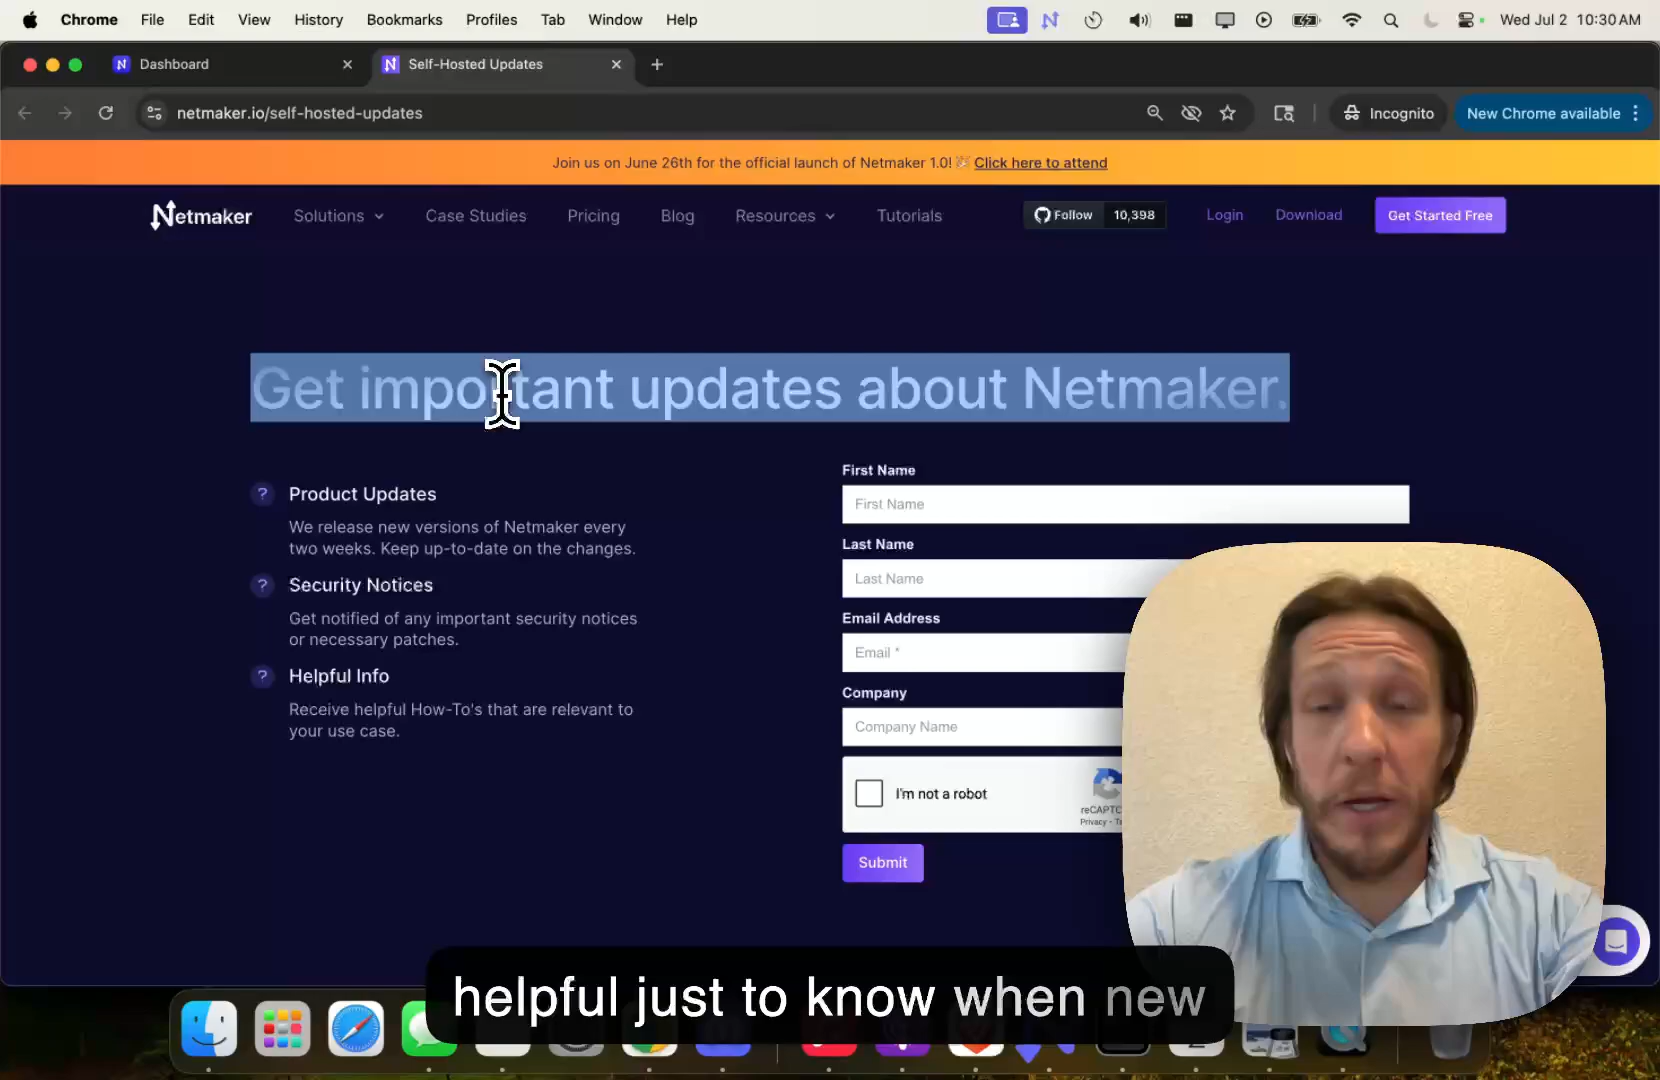 Chrome File Edit View History Bookmarks Profiles Tab Window Help Wed Jul 2 10:30 AM
Dashboard Self-Hosted Updates
netmaker.io/self-hosted-updates Incognito New Chrome available
Join us on June 26th for the official launch of Netmaker 1.0! Click here to attend
Netmaker Solutions Case Studies Pricing Blog Resources Tutorials Follow 10,398 Login Download Get Started Free
Get important updates about Netmaker.
? Product Updates
We release new versions of Netmaker every
two weeks. Keep up-to-date on the changes.
? Security Notices
Get notified of any important security notices
or necessary patches.
? Helpful Info
Receive helpful How-To's that are relevant to
your use case.
First Name
First Name
Last Name
Last Name
Email Address
Email *
Company
Company Name
I'm not a robot
reCAPTC
Privacy - T
Submit
helpful just to know when new